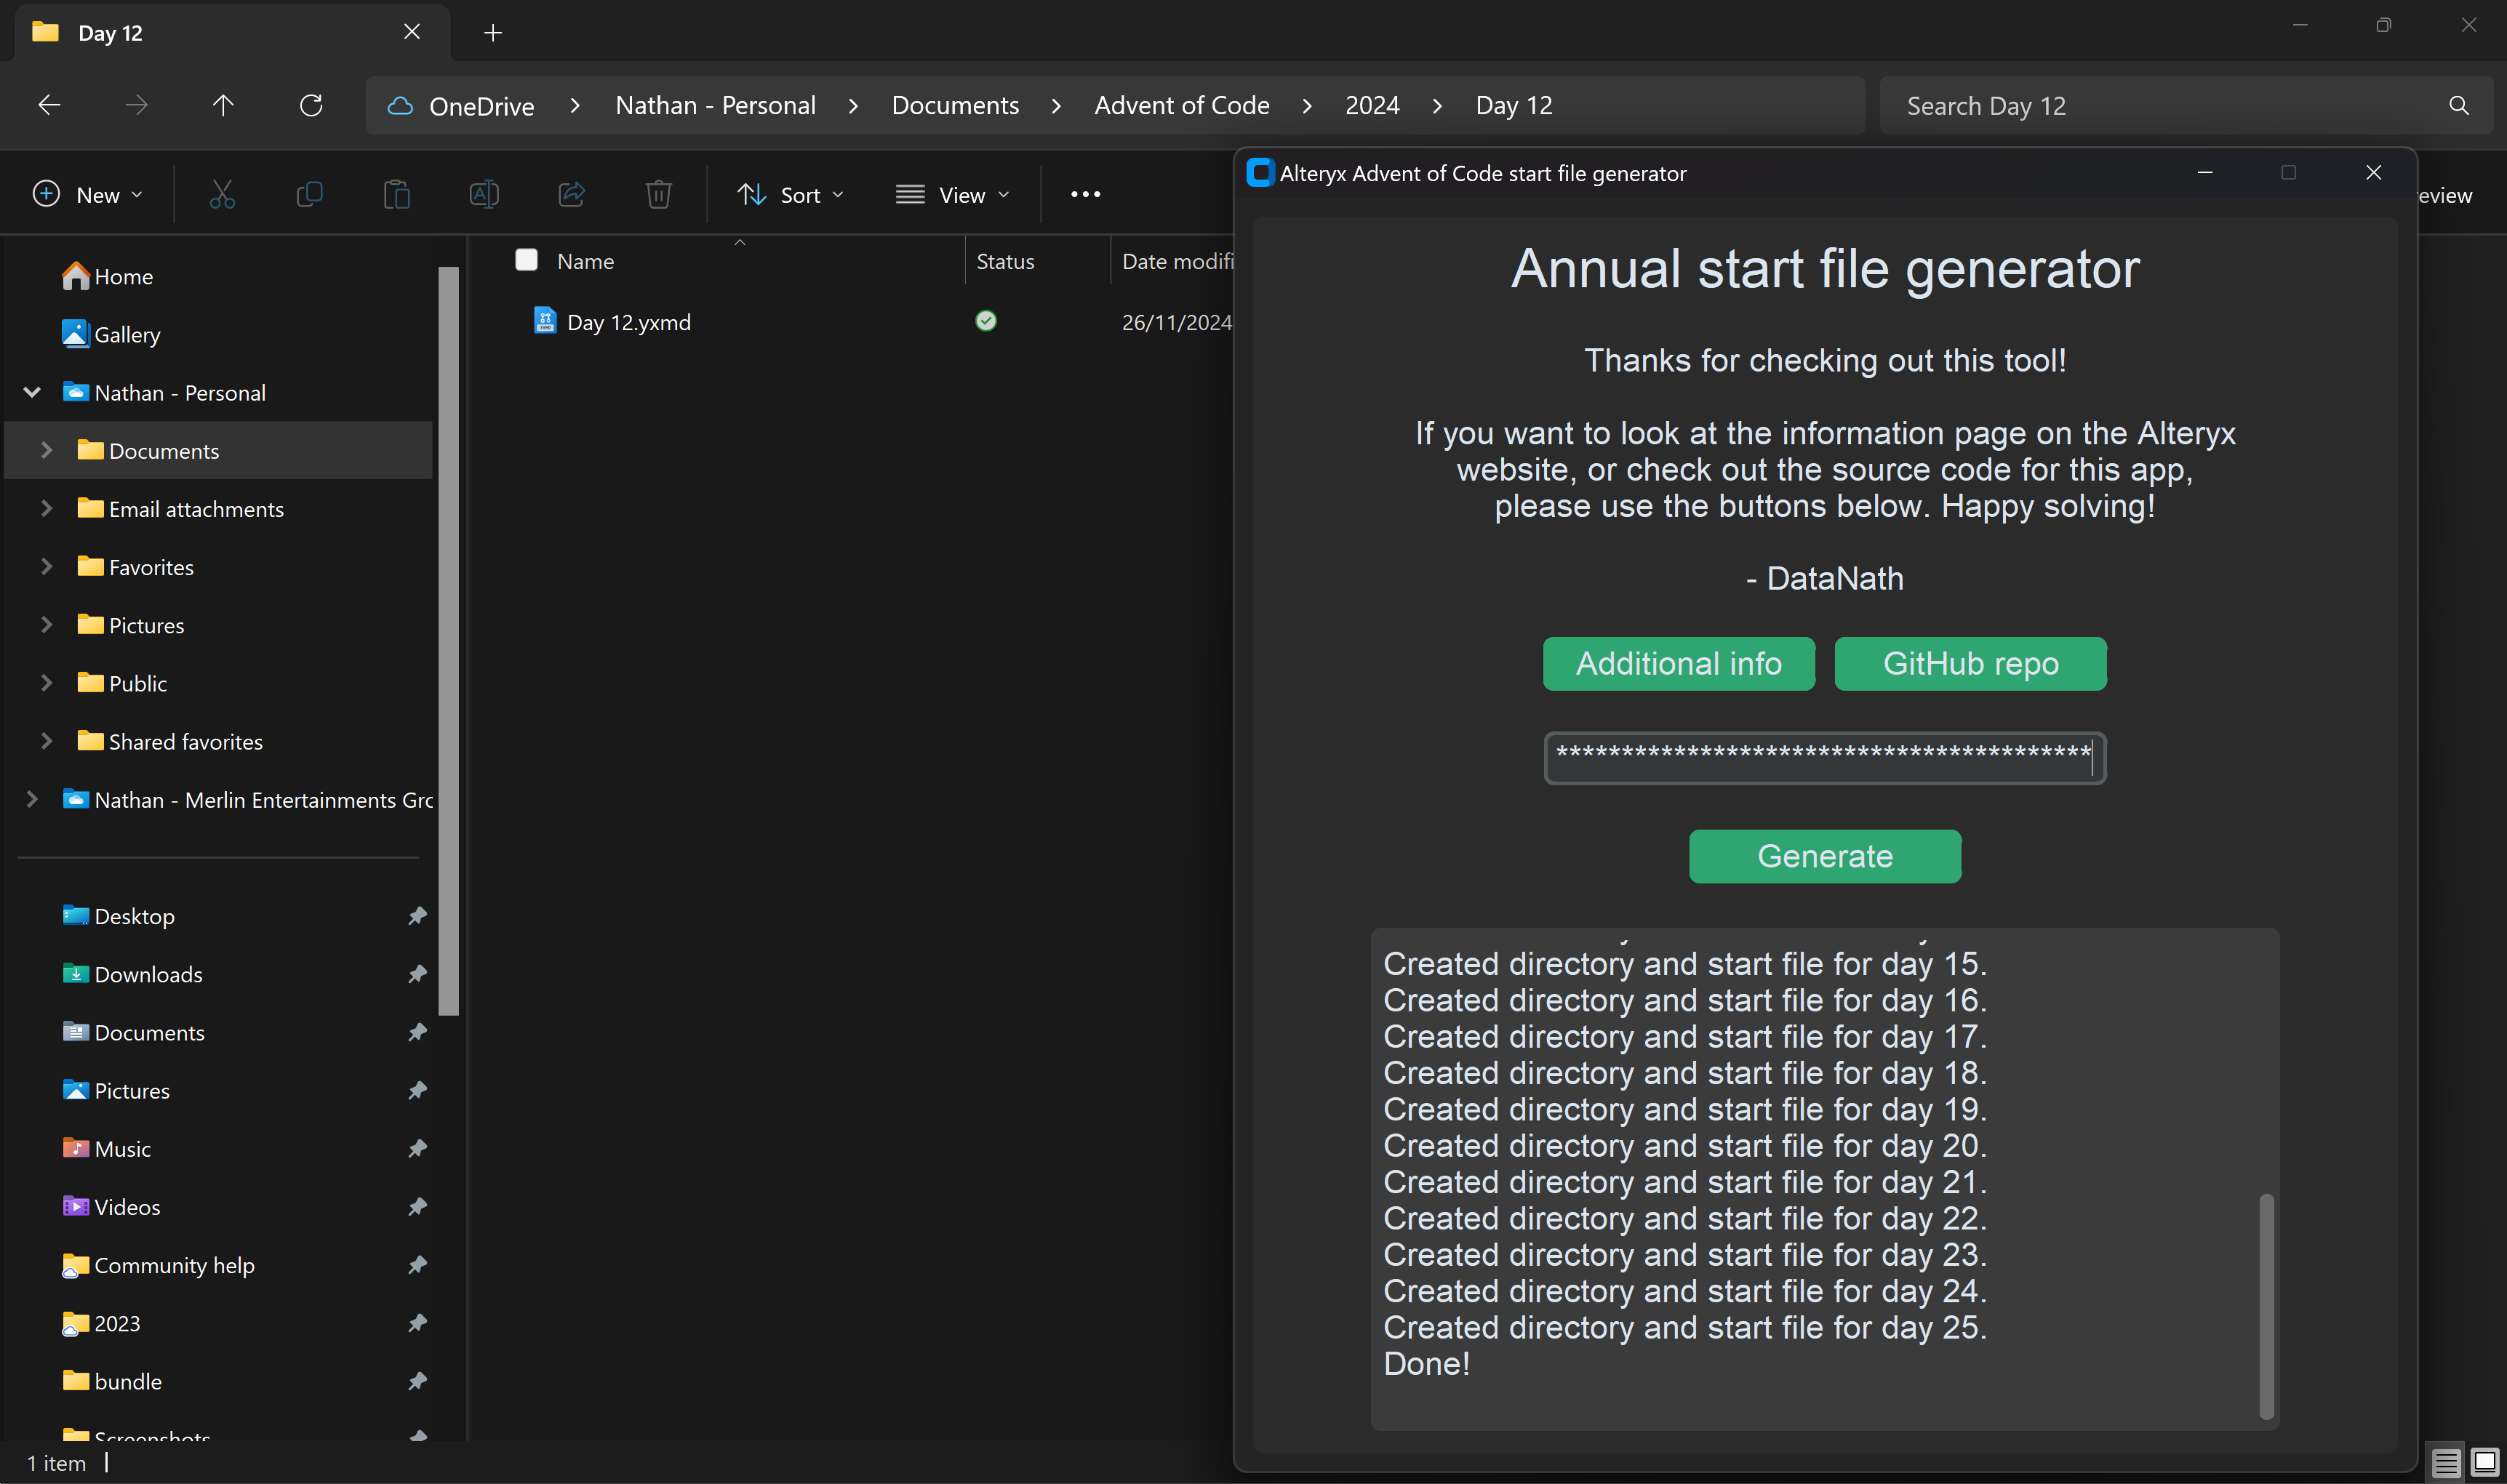 Day 12
OneDrive > Nathan - Personal > Documents > Advent of Code > 2024 > Day 12
Search Day 12
New
Sort
View
eview
Home
Gallery
Nathan - Personal
Documents
Email attachments
Favorites
Pictures
Public
Shared favorites
Nathan - Merlin Entertainments Grc
Desktop
Downloads
Documents
Pictures
Music
Videos
Community help
2023
bundle
Screenshots
1 item
Name
Status
Date modifi
Day 12.yxmd
26/11/2024
Alteryx Advent of Code start file generator
Annual start file generator
Thanks for checking out this tool!
If you want to look at the information page on the Alteryx
website, or check out the source code for this app,
please use the buttons below. Happy solving!
- DataNath
Additional info
GitHub repo
*****************************************
Generate
Created directory and start file for day 15.
Created directory and start file for day 16.
Created directory and start file for day 17.
Created directory and start file for day 18.
Created directory and start file for day 19.
Created directory and start file for day 20.
Created directory and start file for day 21.
Created directory and start file for day 22.
Created directory and start file for day 23.
Created directory and start file for day 24.
Created directory and start file for day 25.
Done!